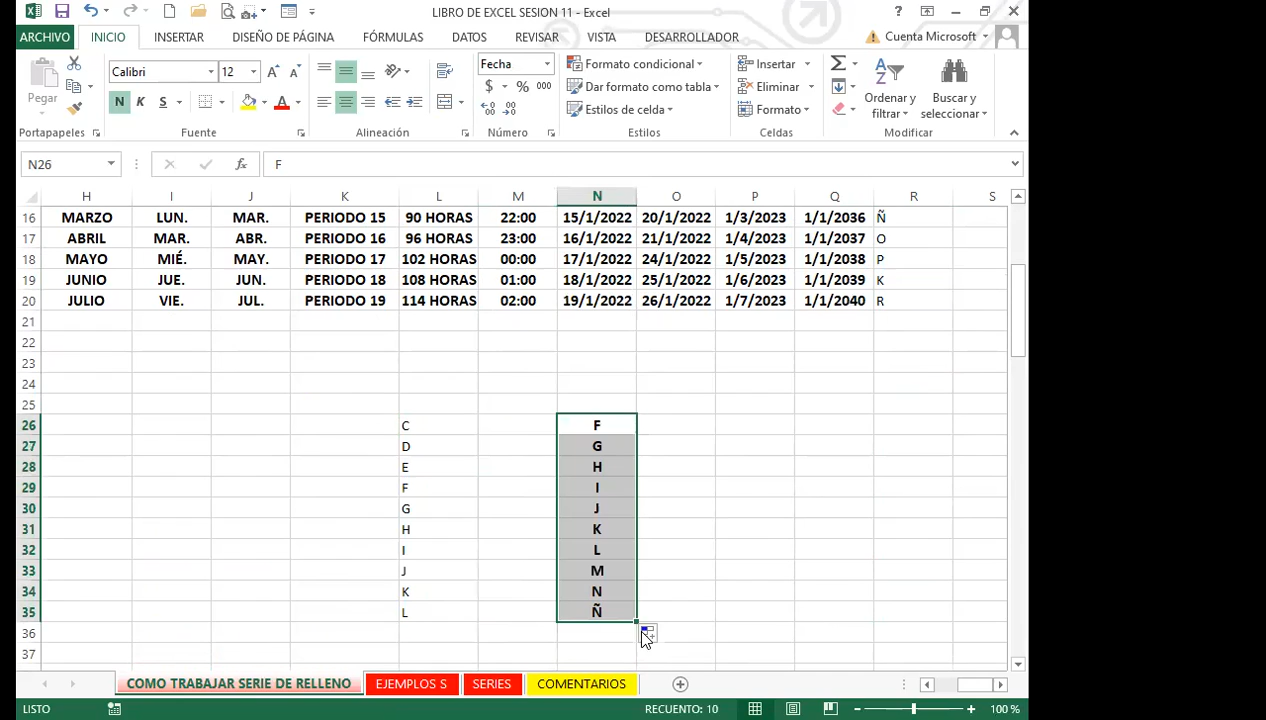 LIBRO DE EXCEL SESION 11 - Excel
ARCHIVO INICIO INSERTAR DISEÑO DE PÁGINA FÓRMULAS DATOS REVISAR VISTA DESARROLLADOR Cuenta Microsoft
Calibri 12 Fecha Formato condicional Insertar
Pegar N K S $ % 000 Dar formato como tabla Eliminar Ordenar y filtrar Buscar y seleccionar
Estilos de celda Formato
Portapapeles Fuente Alineación Número Estilos Celdas Modificar
N26 fx F
H I J K L M N O P Q R S
16 MARZO LUN. MAR. PERIODO 15 90 HORAS 22:00 15/1/2022 20/1/2022 1/3/2023 1/1/2036 Ñ
17 ABRIL MAR. ABR. PERIODO 16 96 HORAS 23:00 16/1/2022 21/1/2022 1/4/2023 1/1/2037 O
18 MAYO MIÉ. MAY. PERIODO 17 102 HORAS 00:00 17/1/2022 24/1/2022 1/5/2023 1/1/2038 P
19 JUNIO JUE. JUN. PERIODO 18 108 HORAS 01:00 18/1/2022 25/1/2022 1/6/2023 1/1/2039 K
20 JULIO VIE. JUL. PERIODO 19 114 HORAS 02:00 19/1/2022 26/1/2022 1/7/2023 1/1/2040 R
21
22
23
24
25
26 C F
27 D G
28 E H
29 F I
30 G J
31 H K
32 I L
33 J M
34 K N
35 L Ñ
36
37
COMO TRABAJAR SERIE DE RELLENO EJEMPLOS S SERIES COMENTARIOS
LISTO RECUENTO: 10 100 %